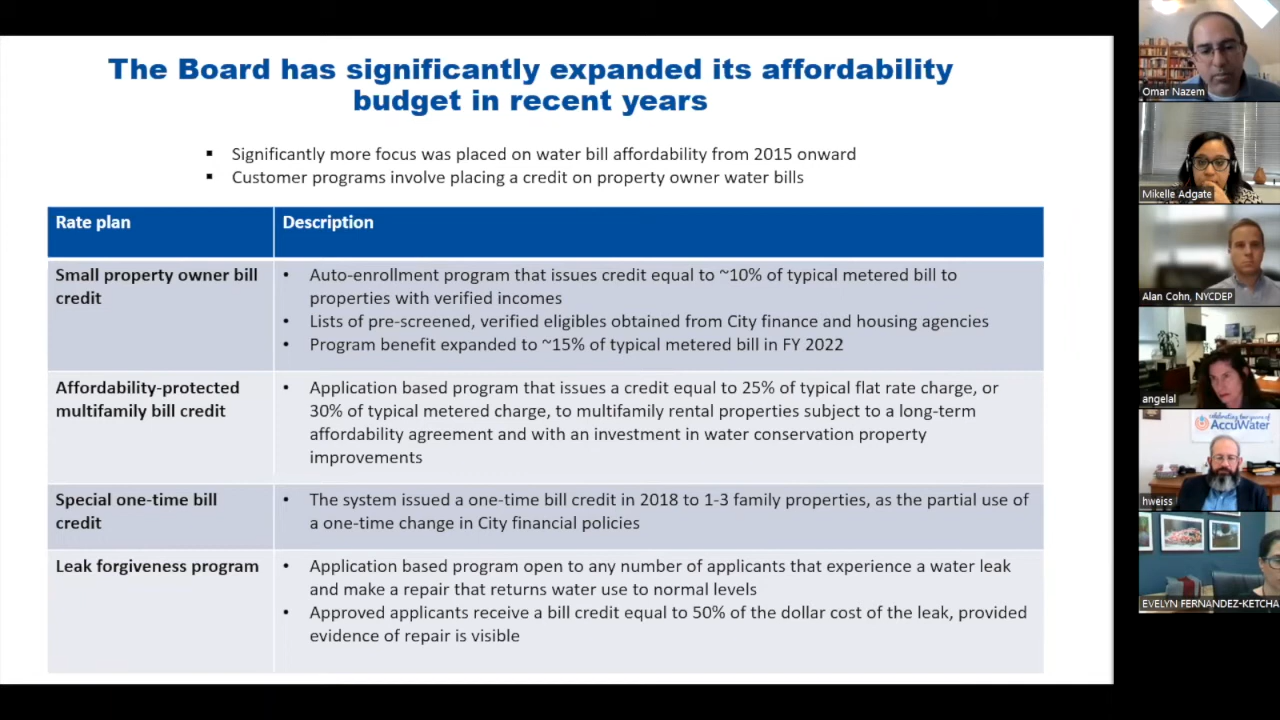 The Board has significantly expanded its affordability
budget in recent years
▪ Significantly more focus was placed on water bill affordability from 2015 onward
▪ Customer programs involve placing a credit on property owner water bills
Rate plan
Description
Small property owner bill
credit
• Auto-enrollment program that issues credit equal to ~10% of typical metered bill to
properties with verified incomes
• Lists of pre-screened, verified eligibles obtained from City finance and housing agencies
• Program benefit expanded to ~15% of typical metered bill in FY 2022
Affordability-protected
multifamily bill credit
• Application based program that issues a credit equal to 25% of typical flat rate charge, or
30% of typical metered charge, to multifamily rental properties subject to a long-term
affordability agreement and with an investment in water conservation property
improvements
Special one-time bill
credit
• The system issued a one-time bill credit in 2018 to 1-3 family properties, as the partial use of
a one-time change in City financial policies
Leak forgiveness program
• Application based program open to any number of applicants that experience a water leak
and make a repair that returns water use to normal levels
• Approved applicants receive a bill credit equal to 50% of the dollar cost of the leak, provided
evidence of repair is visible
Omar Nazem
Mikelle Adgate
Alan Cohn, NYCDEP
angelal
AccuWater
hweiss
EVELYN FERNANDEZ-KETCHA